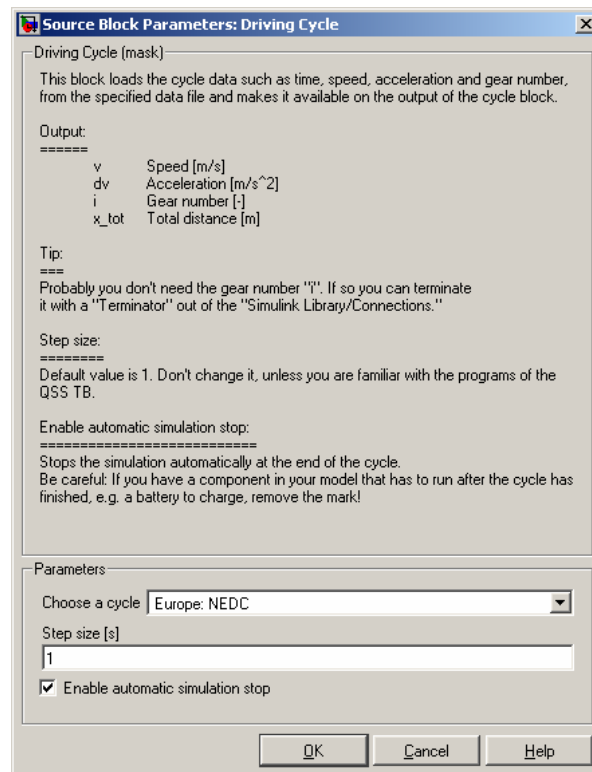 Source Block Parameters: Driving Cycle
Driving Cycle (mask)
This block loads the cycle data such as time, speed, acceleration and gear number,
from the specified data file and makes it available on the output of the cycle block.
Output:
======
v Speed [m/s]
dv Acceleration [m/s^2]
i Gear number [-]
x_tot Total distance [m]
Tip:
===
Probably you don't need the gear number "i". If so you can terminate
it with a "Terminator" out of the "Simulink Library/Connections."
Step size:
========
Default value is 1. Don't change it, unless you are familiar with the programs of the
QSS TB.
Enable automatic simulation stop:
===========================
Stops the simulation automatically at the end of the cycle.
Be careful: If you have a component in your model that has to run after the cycle has
finished, e.g. a battery to charge, remove the mark!
Parameters
Choose a cycle Europe: NEDC
Step size [s]
1
Enable automatic simulation stop
OK Cancel Help